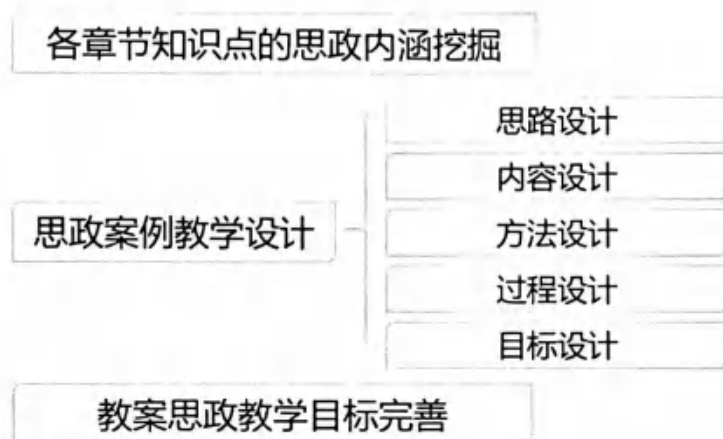 各章节知识点的思政内涵挖掘
思路设计
内容设计
思政案例教学设计
方法设计
过程设计
目标设计
教案思政教学目标完善